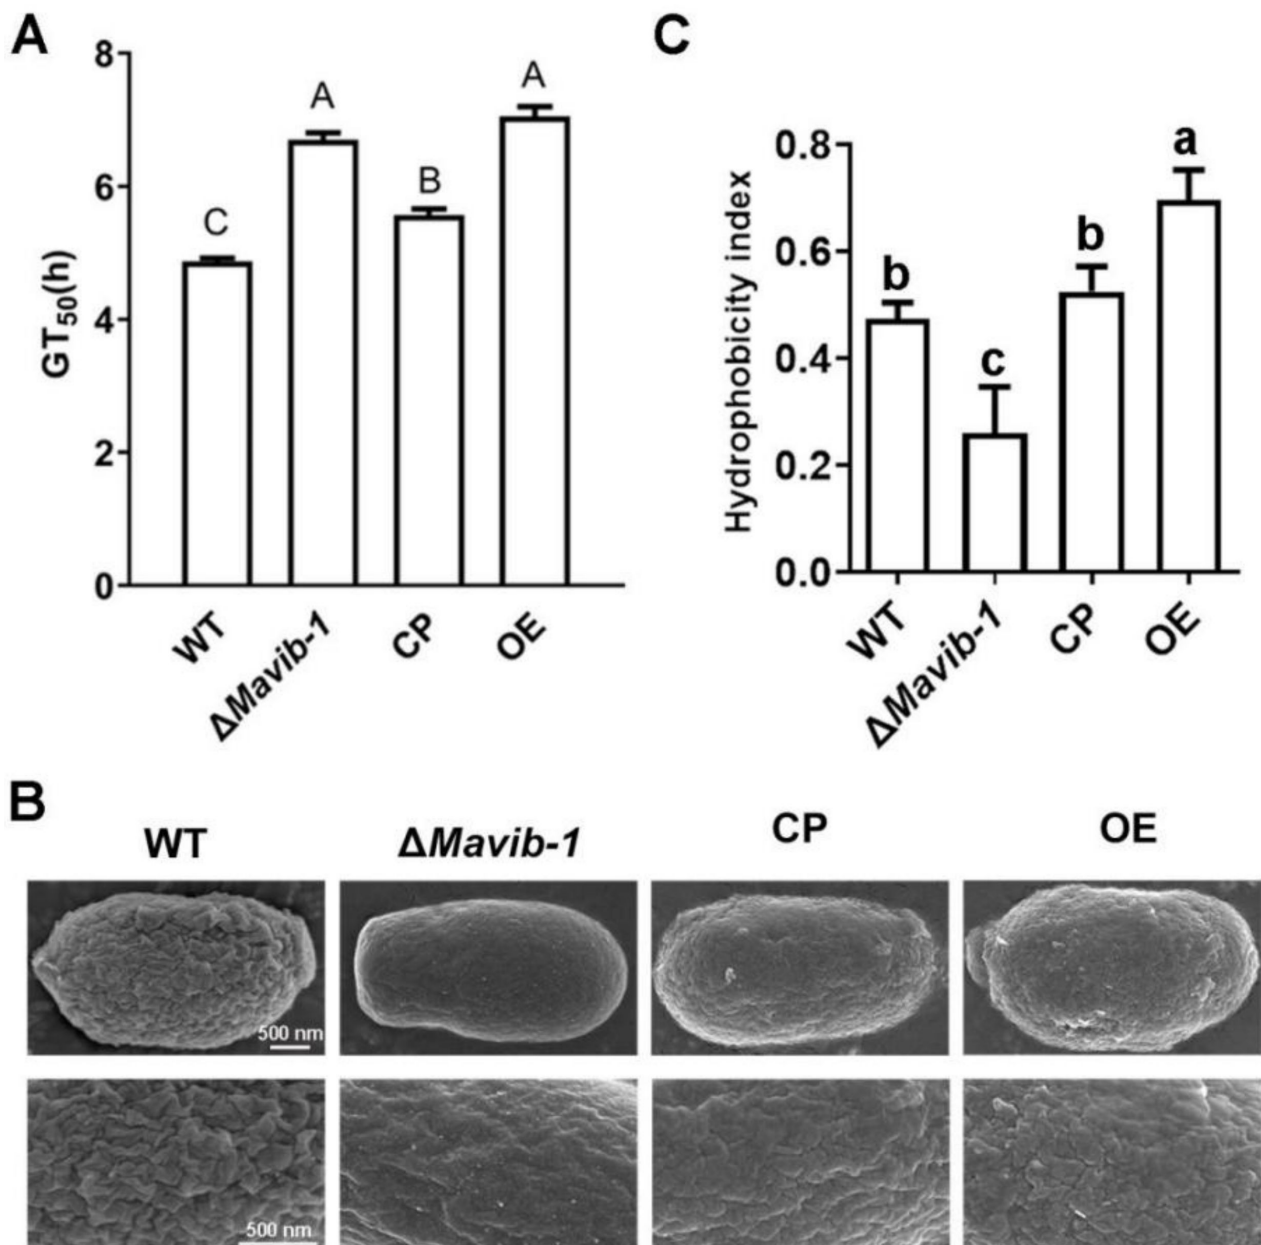 A
GT50(h)
8
6
4
2
0
C
A
B
A
WT
ΔMavib-1
CP
OE
C
Hydrophobicity index
0.8
0.6
0.4
0.2
0.0
b
c
b
a
WT
ΔMavib-1
CP
OE
B
WT
ΔMavib-1
CP
OE
500 nm
500 nm